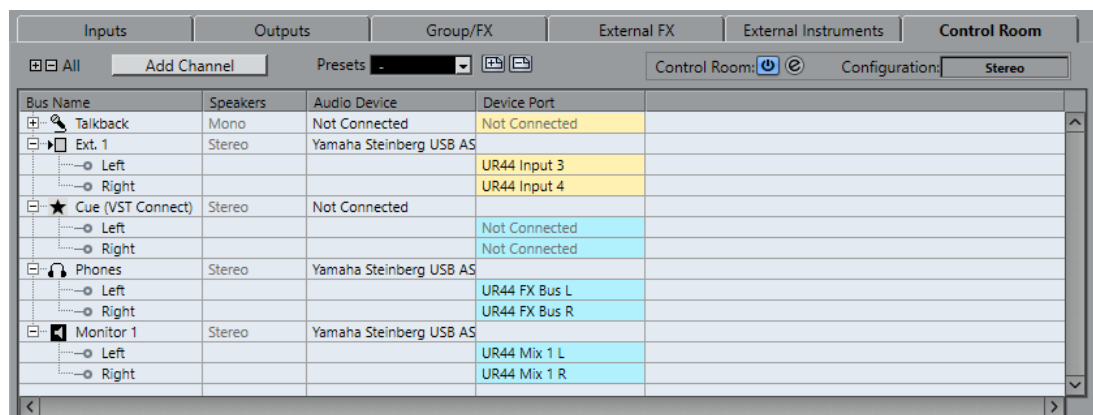 Inputs Outputs Group/FX External FX External Instruments Control Room
All Add Channel Presets - Control Room: e Configuration: Stereo
Bus Name Speakers Audio Device Device Port
Talkback Mono Not Connected Not Connected
Ext. 1 Stereo Yamaha Steinberg USB AS
Left UR44 Input 3
Right UR44 Input 4
Cue (VST Connect) Stereo Not Connected
Left Not Connected
Right Not Connected
Phones Stereo Yamaha Steinberg USB AS
Left UR44 FX Bus L
Right UR44 FX Bus R
Monitor 1 Stereo Yamaha Steinberg USB AS
Left UR44 Mix 1 L
Right UR44 Mix 1 R